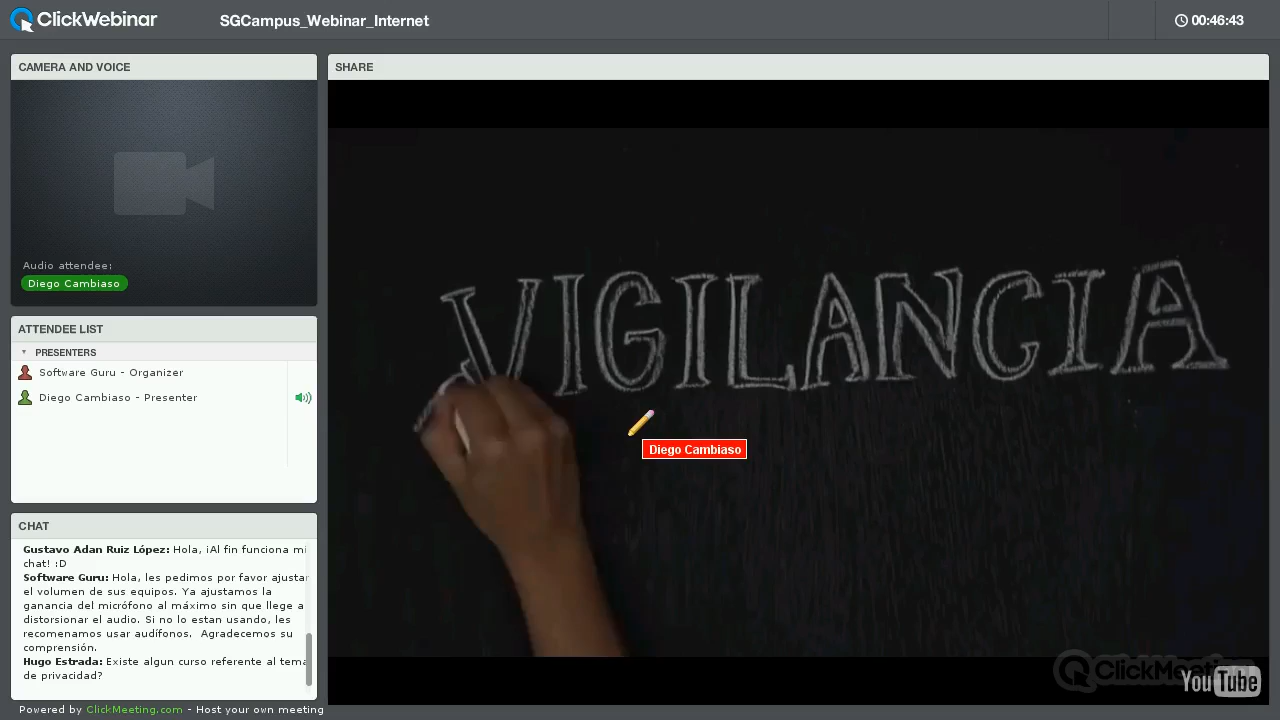 ClickWebinar
SGCampus_Webinar_Internet
00:46:43
CAMERA AND VOICE
Audio attendee:
Diego Cambiaso
ATTENDEE LIST
PRESENTERS
Software Guru - Organizer
Diego Cambiaso - Presenter
CHAT
Gustavo Adan Ruiz López: Hola, ¡Al fin funciona mi
chat! :D
Software Guru: Hola, les pedimos por favor ajustar
el volumen de sus equipos. Ya ajustamos la
ganancia del micrófono al máximo sin que llege a
distorsionar el audio. Si no lo estan usando, les
recomenamos usar audífonos.  Agradecemos su
comprensión.
Hugo Estrada: Existe algun curso referente al tema
de privacidad?
Powered by ClickMeeting.com - Host your own meeting
SHARE
VIGILANCIA
Diego Cambiaso
ClickMeeting
YouTube